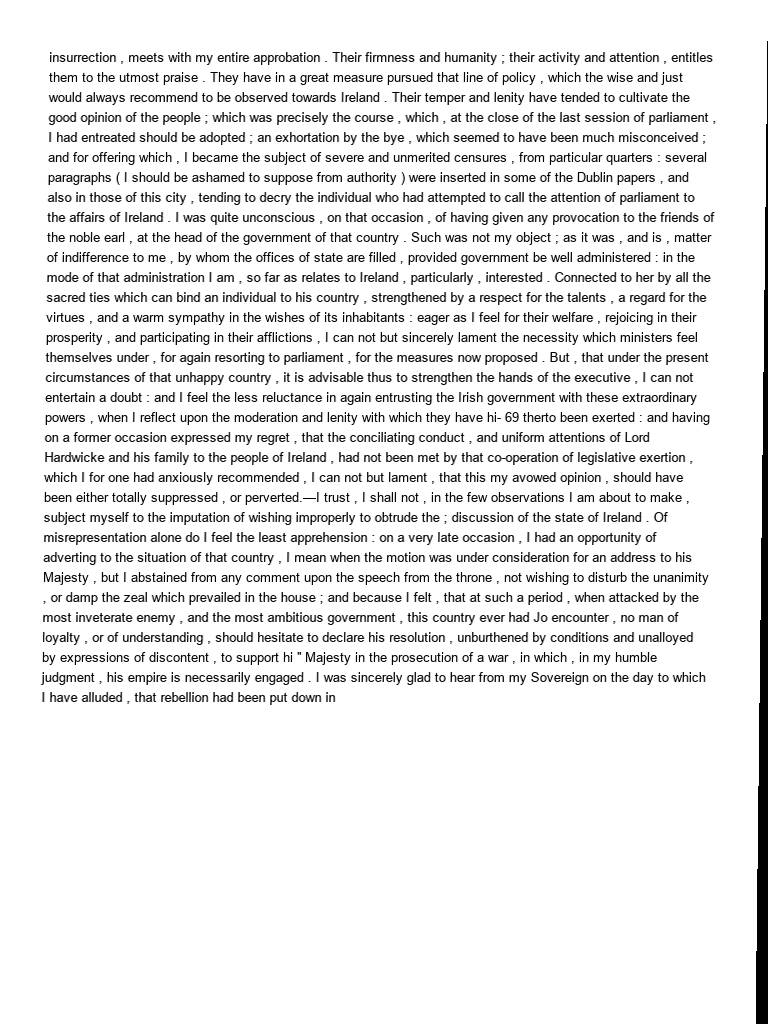 insurrection , meets with my entire approbation . Their firmness and humanity ; their activity and attention , entitles
them to the utmost praise . They have in a great measure pursued that line of policy , which the wise and just
would always recommend to be observed towards Ireland . Their temper and lenity have tended to cultivate the
good opinion of the people ; which was precisely the course , which , at the close of the last session of parliament ,
I had entreated should be adopted ; an exhortation by the bye , which seemed to have been much misconceived ;
and for offering which , I became the subject of severe and unmerited censures , from particular quarters : several
paragraphs ( I should be ashamed to suppose from authority ) were inserted in some of the Dublin papers , and
also in those of this city , tending to decry the individual who had attempted to call the attention of parliament to
the affairs of Ireland . I was quite unconscious , on that occasion , of having given any provocation to the friends of
the noble earl , at the head of the government of that country . Such was not my object ; as it was , and is , matter
of indifference to me , by whom the offices of state are filled , provided government be well administered : in the
mode of that administration I am , so far as relates to Ireland , particularly , interested . Connected to her by all the
sacred ties which can bind an individual to his country , strengthened by a respect for the talents , a regard for the
virtues , and a warm sympathy in the wishes of its inhabitants : eager as I feel for their welfare , rejoicing in their
prosperity , and participating in their afflictions , I can not but sincerely lament the necessity which ministers feel
themselves under , for again resorting to parliament , for the measures now proposed . But , that under the present
circumstances of that unhappy country , it is advisable thus to strengthen the hands of the executive , I can not
entertain a doubt : and I feel the less reluctance in again entrusting the Irish government with these extraordinary
powers , when I reflect upon the moderation and lenity with which they have hi- 69 therto been exerted : and having
on a former occasion expressed my regret , that the conciliating conduct , and uniform attentions of Lord
Hardwicke and his family to the people of Ireland , had not been met by that co-operation of legislative exertion ,
which I for one had anxiously recommended , I can not but lament , that this my avowed opinion , should have
been either totally suppressed , or perverted.—I trust , I shall not , in the few observations I am about to make ,
subject myself to the imputation of wishing improperly to obtrude the ; discussion of the state of Ireland . Of
misrepresentation alone do I feel the least apprehension : on a very late occasion , I had an opportunity of
adverting to the situation of that country , I mean when the motion was under consideration for an address to his
Majesty , but I abstained from any comment upon the speech from the throne , not wishing to disturb the unanimity
, or damp the zeal which prevailed in the house ; and because I felt , that at such a period , when attacked by the
most inveterate enemy , and the most ambitious government , this country ever had Jo encounter , no man of
loyalty , or of understanding , should hesitate to declare his resolution , unburthened by conditions and unalloyed
by expressions of discontent , to support hi " Majesty in the prosecution of a war , in which , in my humble
judgment , his empire is necessarily engaged . I was sincerely glad to hear from my Sovereign on the day to which
I have alluded , that rebellion had been put down in